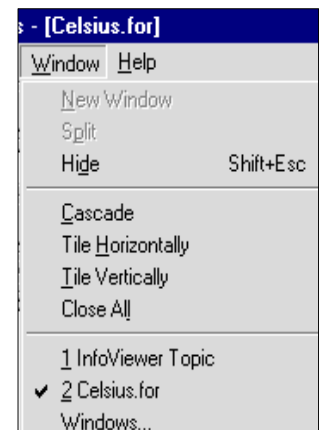 s - [Celsius.for]
Window Help
New Window
Split
Hide Shift+Esc
Cascade
Tile Horizontally
Tile Vertically
Close All
1 InfoViewer Topic
✓ 2 Celsius.for
Windows...